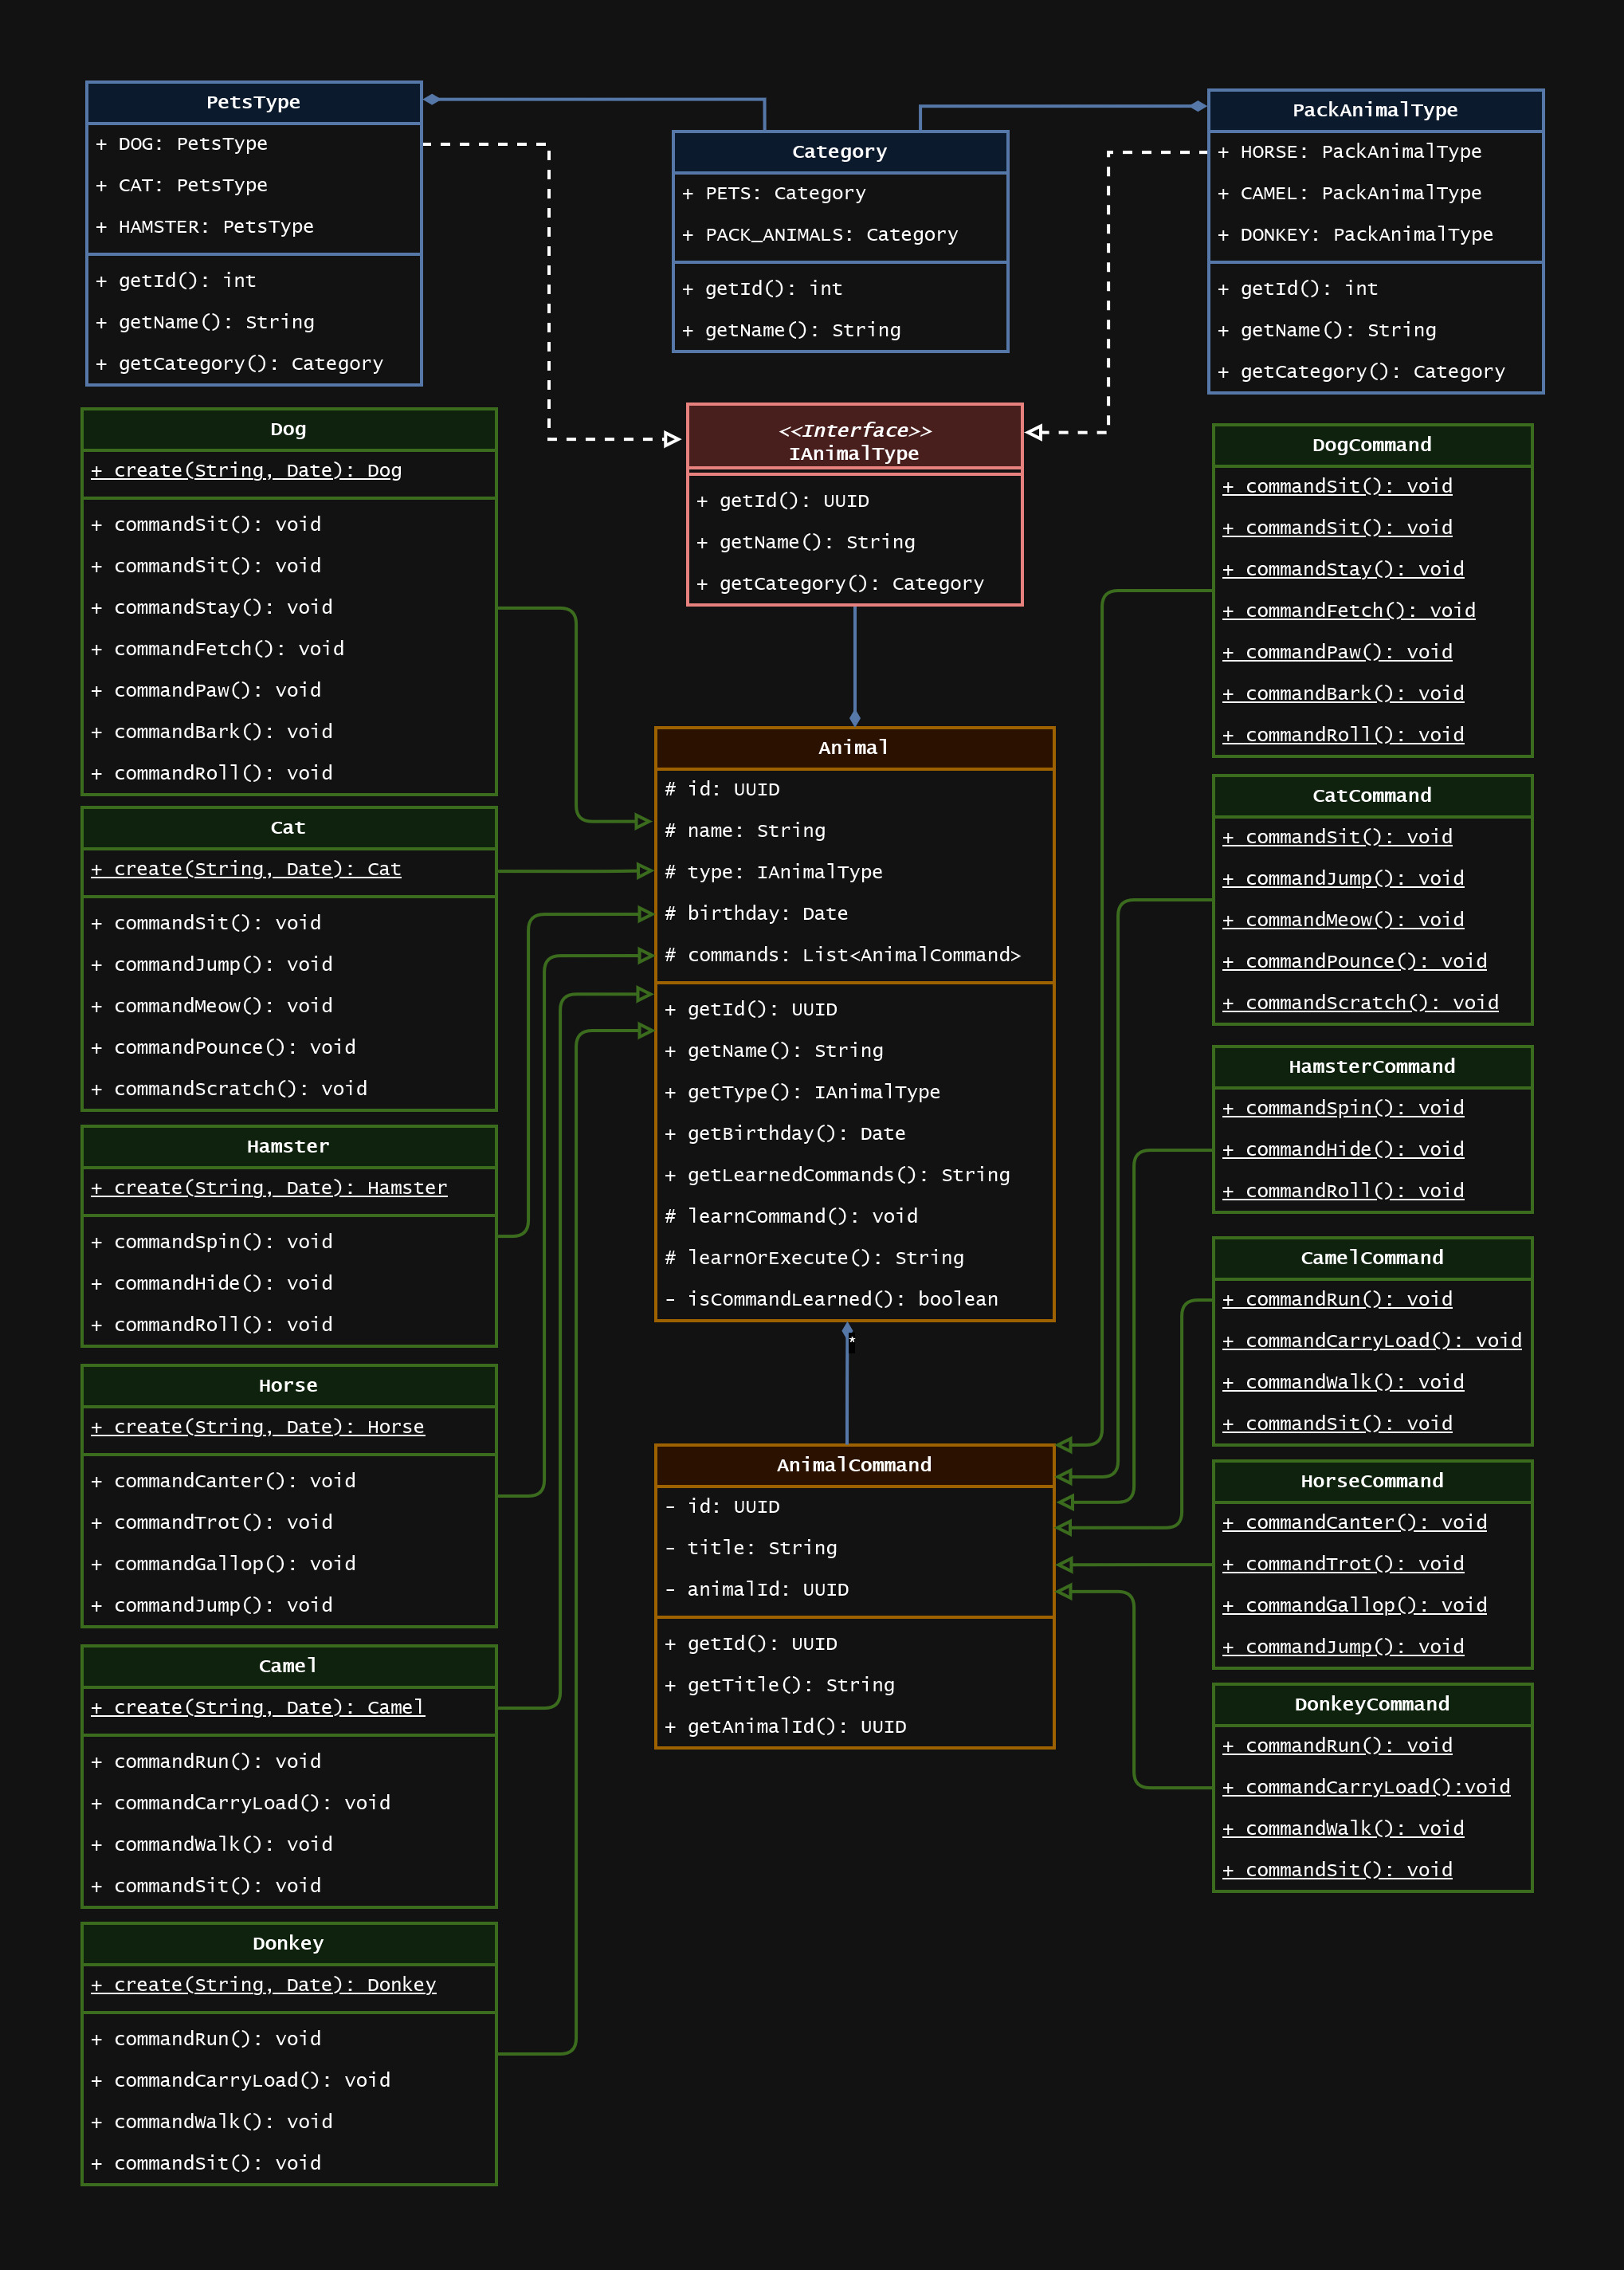 PetsType
+ DOG: PetsType
+ CAT: PetsType
+ HAMSTER: PetsType
+ getId(): int
+ getName(): String
+ getCategory(): Category
Category
+ PETS: Category
+ PACK_ANIMALS: Category
+ getId(): int
+ getName(): String
PackAnimalType
+ HORSE: PackAnimalType
+ CAMEL: PackAnimalType
+ DONKEY: PackAnimalType
+ getId(): int
+ getName(): String
+ getCategory(): Category
<<Interface>>
IAnimalType
+ getId(): UUID
+ getName(): String
+ getCategory(): Category
Dog
+ create(String, Date): Dog
+ commandSit(): void
+ commandSit(): void
+ commandStay(): void
+ commandFetch(): void
+ commandPaw(): void
+ commandBark(): void
+ commandRoll(): void
Cat
+ create(String, Date): Cat
+ commandSit(): void
+ commandJump(): void
+ commandMeow(): void
+ commandPounce(): void
+ commandScratch(): void
Hamster
+ create(String, Date): Hamster
+ commandSpin(): void
+ commandHide(): void
+ commandRoll(): void
Horse
+ create(String, Date): Horse
+ commandCanter(): void
+ commandTrot(): void
+ commandGallop(): void
+ commandJump(): void
Camel
+ create(String, Date): Camel
+ commandRun(): void
+ commandCarryLoad(): void
+ commandWalk(): void
+ commandSit(): void
Donkey
+ create(String, Date): Donkey
+ commandRun(): void
+ commandCarryLoad(): void
+ commandWalk(): void
+ commandSit(): void
Animal
# id: UUID
# name: String
# type: IAnimalType
# birthday: Date
# commands: List<AnimalCommand>
+ getId(): UUID
+ getName(): String
+ getType(): IAnimalType
+ getBirthday(): Date
+ getLearnedCommands(): String
# learnCommand(): void
# learnOrExecute(): String
- isCommandLearned(): boolean
*
AnimalCommand
- id: UUID
- title: String
- animalId: UUID
+ getId(): UUID
+ getTitle(): String
+ getAnimalId(): UUID
DogCommand
+ commandSit(): void
+ commandSit(): void
+ commandStay(): void
+ commandFetch(): void
+ commandPaw(): void
+ commandBark(): void
+ commandRoll(): void
CatCommand
+ commandSit(): void
+ commandJump(): void
+ commandMeow(): void
+ commandPounce(): void
+ commandScratch(): void
HamsterCommand
+ commandSpin(): void
+ commandHide(): void
+ commandRoll(): void
CamelCommand
+ commandRun(): void
+ commandCarryLoad(): void
+ commandWalk(): void
+ commandSit(): void
HorseCommand
+ commandCanter(): void
+ commandTrot(): void
+ commandGallop(): void
+ commandJump(): void
DonkeyCommand
+ commandRun(): void
+ commandCarryLoad():void
+ commandWalk(): void
+ commandSit(): void